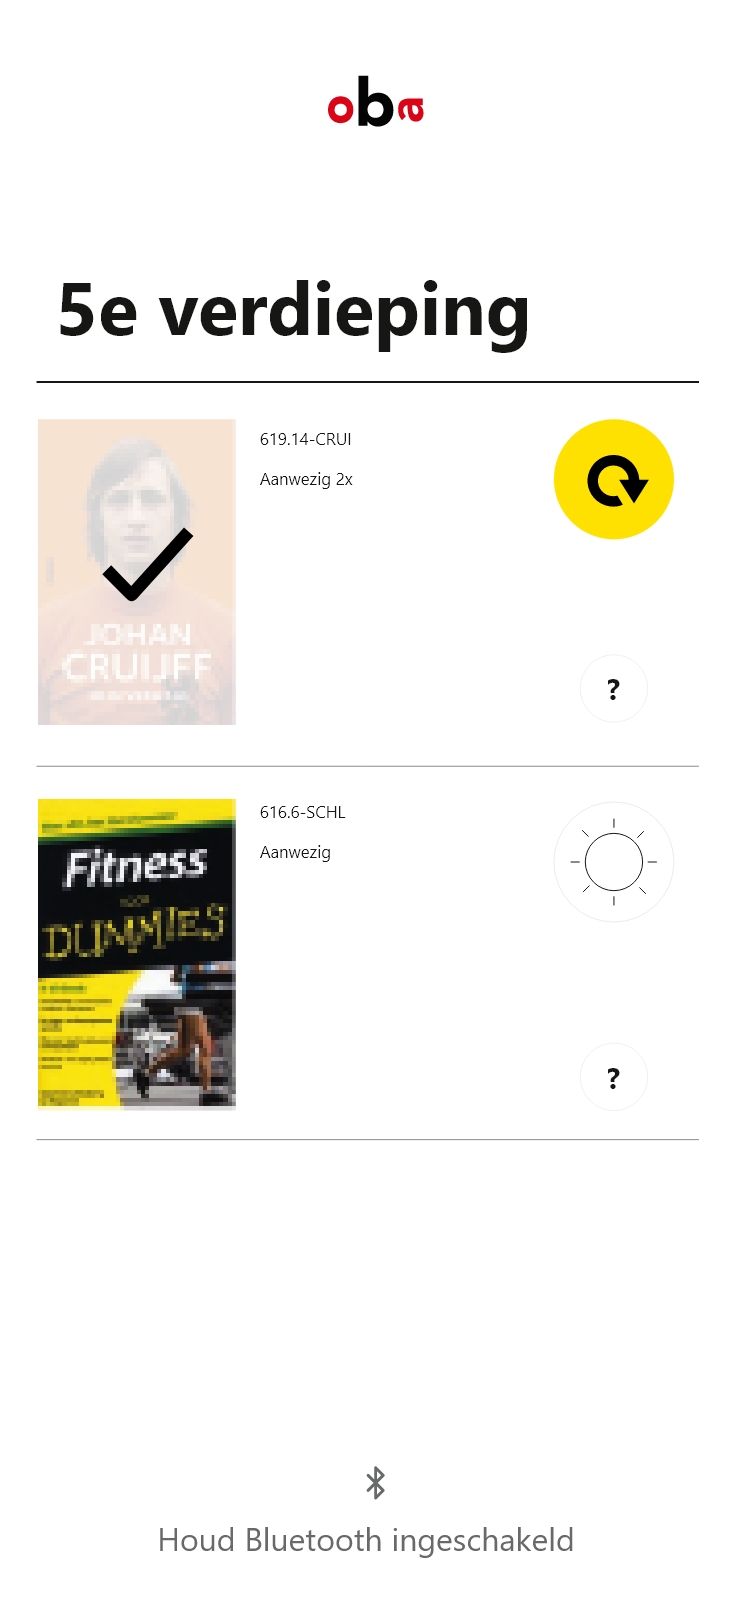 oba
5e verdieping
619.14-CRUI
Aanwezig 2x
JOHAN
CRUIJFF
?
616.6-SCHL
Aanwezig
Fitness
VOOR
DUMMIES
?
Houd Bluetooth ingeschakeld